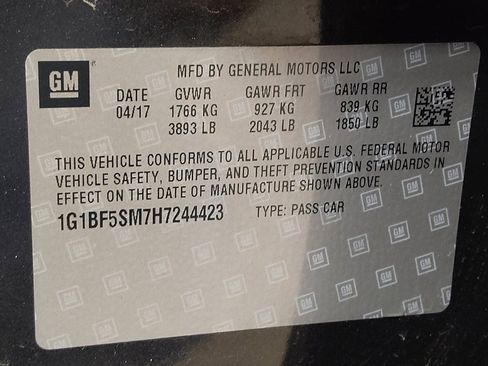 GM MFD BY GENERAL MOTORS LLC
DATE GVWR GAWR FRT GAWR RR
04/17 1766 KG 927 KG 839 KG
3893 LB 2043 LB 1850 LB
THIS VEHICLE CONFORMS TO ALL APPLICABLE U.S. FEDERAL MOTOR
VEHICLE SAFETY, BUMPER, AND THEFT PREVENTION STANDARDS IN
EFFECT ON THE DATE OF MANUFACTURE SHOWN ABOVE.
1G1BF5SM7H7244423 TYPE: PASS CAR